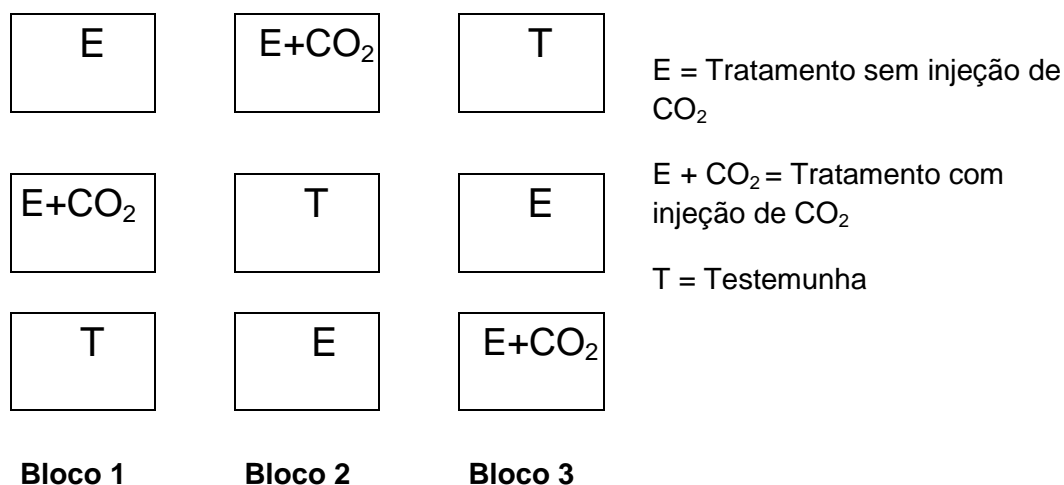 E
E+CO₂
T
E+CO₂
T
E
T
E
E+CO₂
Bloco 1
Bloco 2
Bloco 3
E = Tratamento sem injeção de
CO₂
E + CO₂ = Tratamento com
injeção de CO₂
T = Testemunha